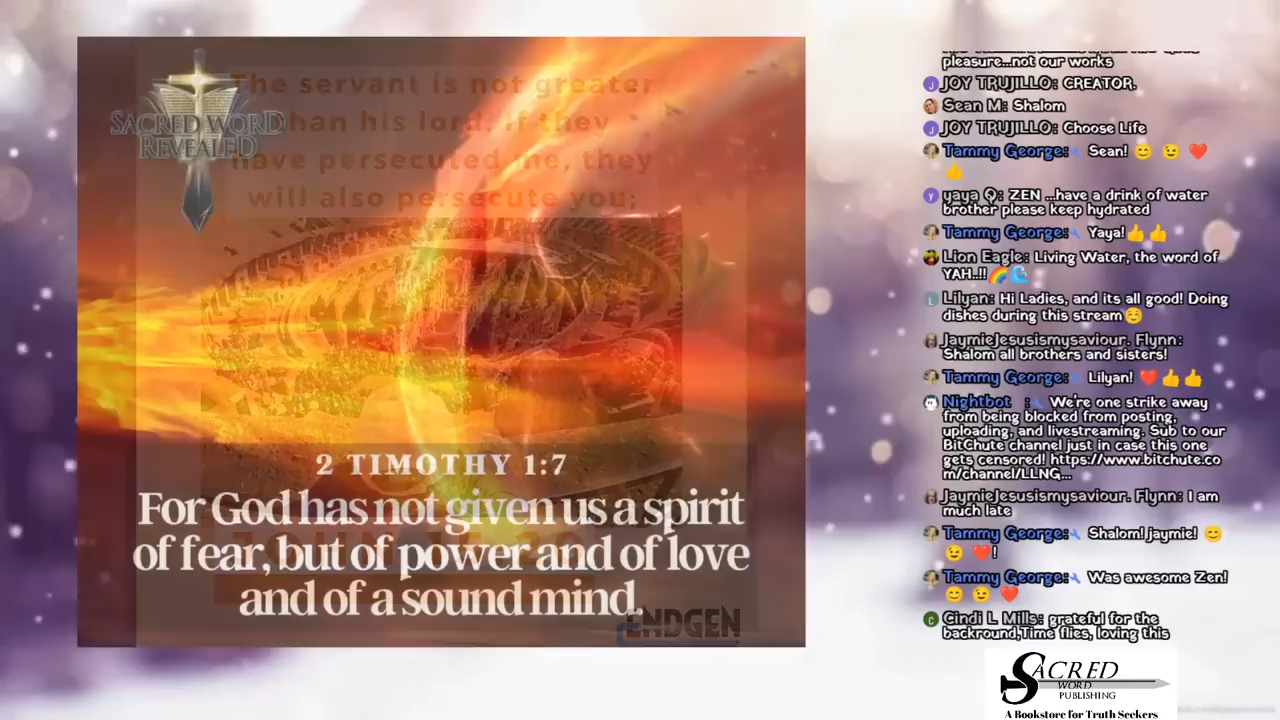 SACRED WORD
REVEALED
The servant is not greater
than his lord. If they
have persecuted me, they
will also persecute you;
2 TIMOTHY 1:7
For God has not given us a spirit
of fear, but of power and of love
and of a sound mind.
ENDGEN
pleasure...not our works
JOY TRUJILLO: CREATOR.
Sean M: Shalom
JOY TRUJILLO: Choose Life
Tammy George: Sean! 😊 😉 ❤️
👍
yaya Q: ZEN ...have a drink of water
brother please keep hydrated
Tammy George: Yaya!👍👍
Lion Eagle: Living Water, the word of
YAH..!!🌈🌊
Lilyan: Hi Ladies, and its all good! Doing
dishes during this stream☺️
JaymieJesusismysaviour. Flynn:
Shalom all brothers and sisters!
Tammy George: Lilyan! ❤️👍👍
Nightbot : We're one strike away
from being blocked from posting,
uploading, and livestreaming. Sub to our
BitChute channel just in case this one
gets censored! https://www.bitchute.co
m/channel/LLNG...
JaymieJesusismysaviour. Flynn: I am
much late
Tammy George: Shalom! jaymie! 😊
😉 ❤️!
Tammy George: Was awesome Zen!
😊 😉 ❤️
Cindi L Mills: grateful for the
backround,Time flies, loving this
SACRED
WORD
PUBLISHING
A Bookstore for Truth Seekers